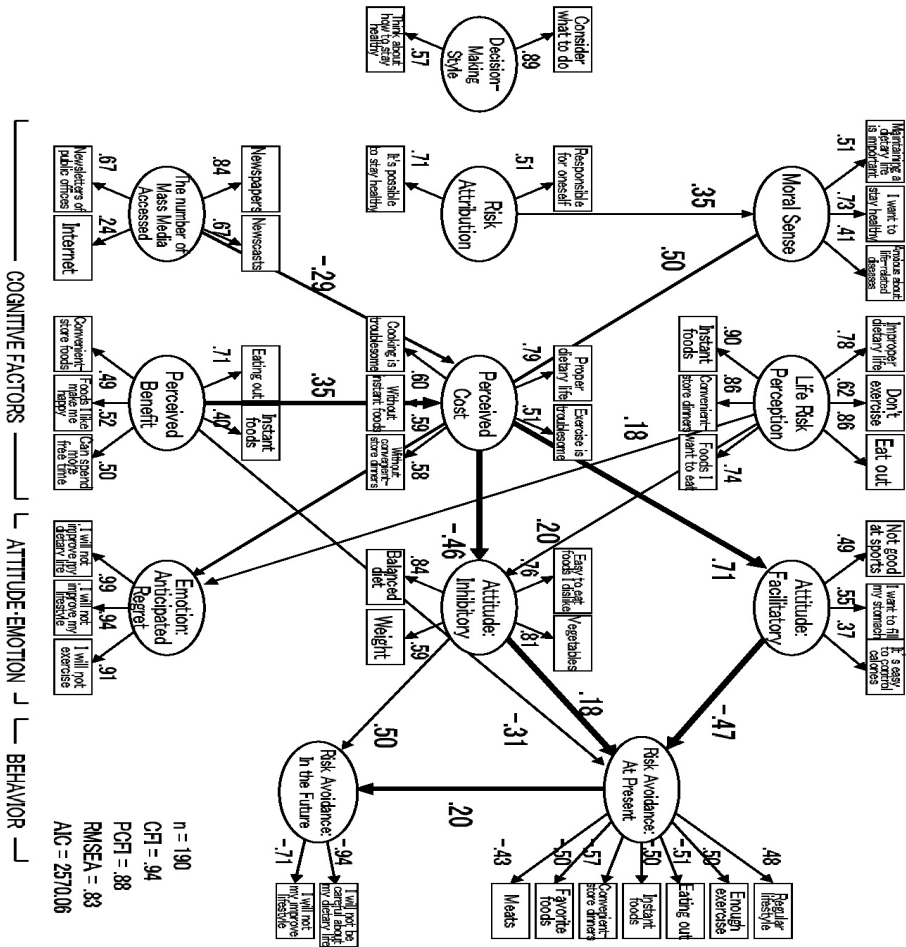 Regular
lifestyle
Enough
exercise
Eating out
Instant
foods
Convenient-
store dinners
Favorite
foods
Meats
.48
.50
-.51
-.50
-.57
-.50
-.43
I will not be
careful about
my dietary life
I will not
my improve
lifestyle
-.94
-.71
Risk Avoidance:
At Present
Risk Avoidance:
In the Future
.20
-.47
.18
-.31
.50
Not good
at sports
I want to fill
my stomach
It's easy
to control
calories
.49
.55
.37
Attitude:
Facilitatory
Easy to eat
foods I dislike
Vegetables
.76
.81
Attitude:
Inhibitory
Balanced
diet
Weight
.84
.59
Emotion:
Anticipated
Regret
I will not
improve my
dietary life
I will not
improve my
lifestyle
I will not
exercise
.99
.94
.91
.71
-.46
.20
.18
Improper
dietary life
Don't
exercise
Eat out
.78
.62
.86
Life Risk
Perception
Instant
foods
Convenient-
store dinners
Foods I
want to eat
.90
.86
.74
Proper
dietary life
Exercise is
troublesome
.79
.51
Perceived
Cost
Cooking is
troublesome
Without
instant foods
Without
convenient-
store dinners
.60
.59
.58
.35
Eating out
Instant
foods
.71
.40
Perceived
Benefit
Convenient-
store foods
Foods I like
make me
happy
Can spend
more
free time
.49
.52
.50
.50
-.29
Maintaining a
dietary life
is important
I want to
stay healthy
Anxious about
life-related
diseases
.51
.73
.41
Moral Sense
.35
Responsible
for oneself
.51
Risk
Attribution
It's possible
to stay healthy
.71
Newspapers
Newscasts
.84
.67
The number of
Mass Media
Accessed
Newsletters of
public offices
Internet
.67
.24
Consider
what to do
.89
Decision-
Making
Style
Think about
how to stay
healthy
.57
COGNITIVE FACTORS
ATTITUDE·EMOTION
BEHAVIOR
n = 190
CFI = .94
PCFI = .88
RMSEA = .83
AIC = 2570.06